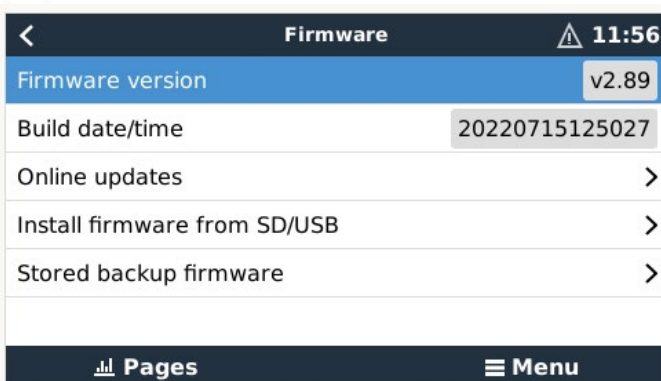 Firmware 11:56
Firmware version v2.89
Build date/time 20220715125027
Online updates
Install firmware from SD/USB
Stored backup firmware
Pages Menu